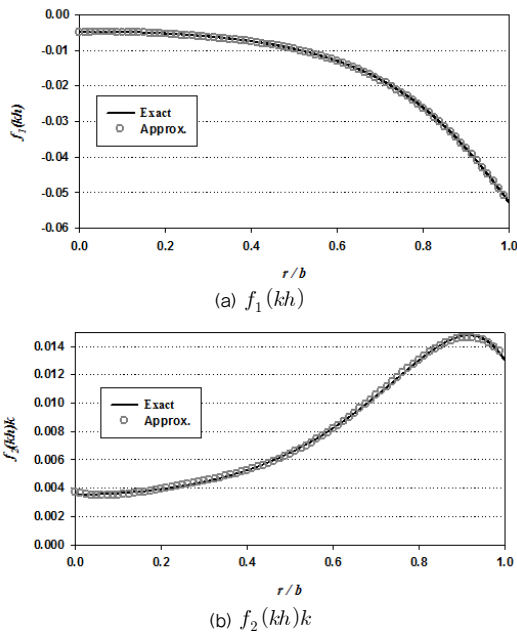 0.00
-0.01
-0.02
-0.03
-0.04
-0.05
-0.06
f₁(kh)
Exact
Approx.
0.0 0.2 0.4 0.6 0.8 1.0
r / b
(a) f₁(kh)
0.014
0.012
0.010
0.008
0.006
0.004
0.002
0.000
f₂(kh)k
Exact
Approx.
0.0 0.2 0.4 0.6 0.8 1.0
r / b
(b) f₂(kh)k